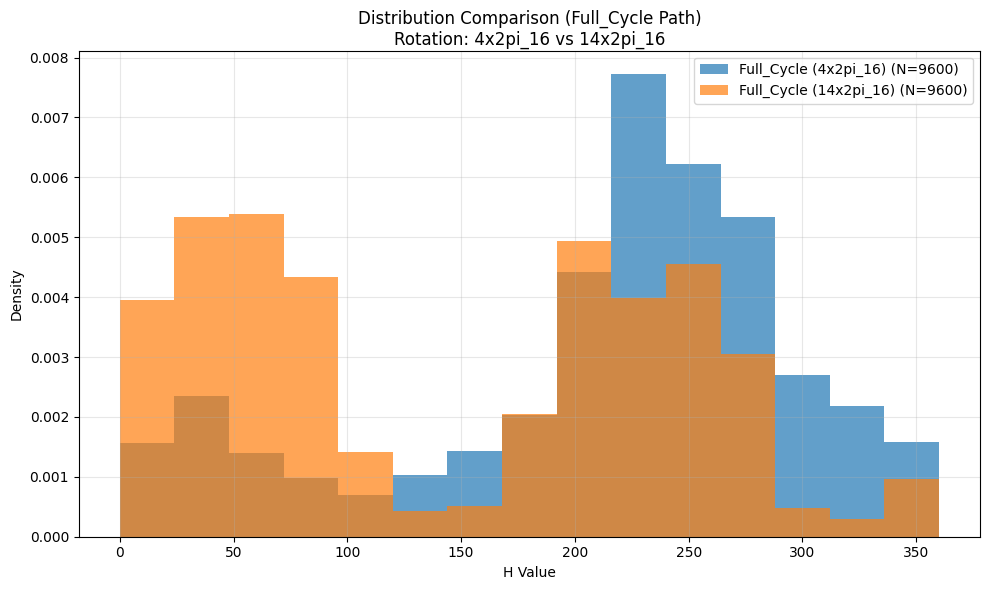 Distribution Comparison (Full_Cycle Path)
Rotation: 4x2pi_16 vs 14x2pi_16
Full_Cycle (4x2pi_16) (N=9600)
Full_Cycle (14x2pi_16) (N=9600)
0.008
0.007
0.006
0.005
0.004
0.003
0.002
0.001
0.000
Density
0 50 100 150 200 250 300 350
H Value